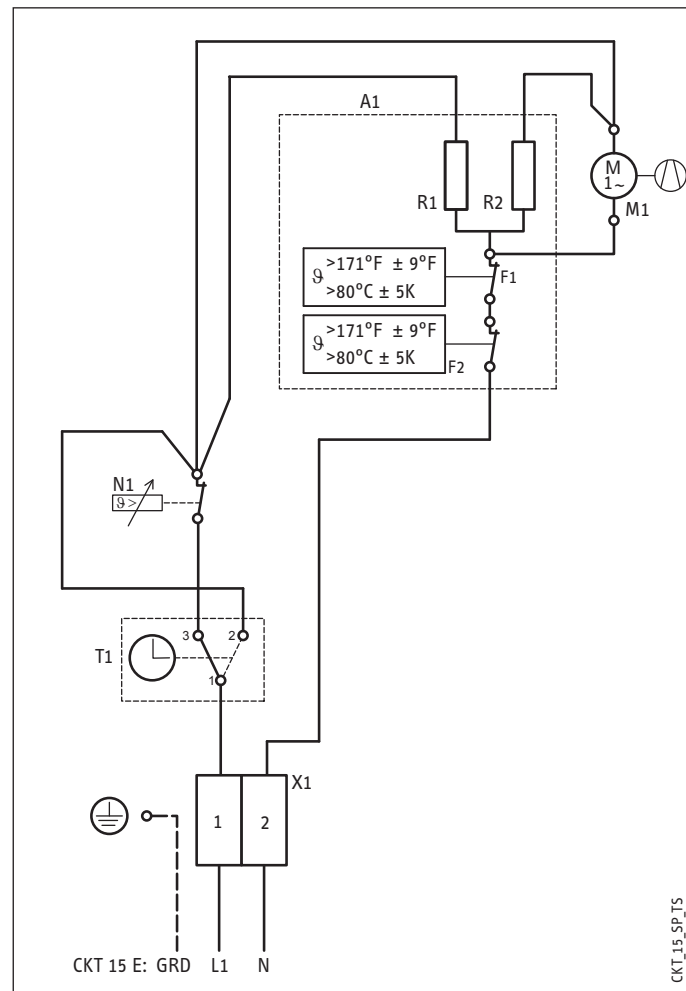 A1
M
1~
M1
R1
R2
ϑ
>171°F ± 9°F
>80°C ± 5K
F1
ϑ
>171°F ± 9°F
>80°C ± 5K
F2
N1
ϑ>
T1
3
2
1
X1
1
2
CKT 15 E: GRD L1 N
CKT_15_SP_TS